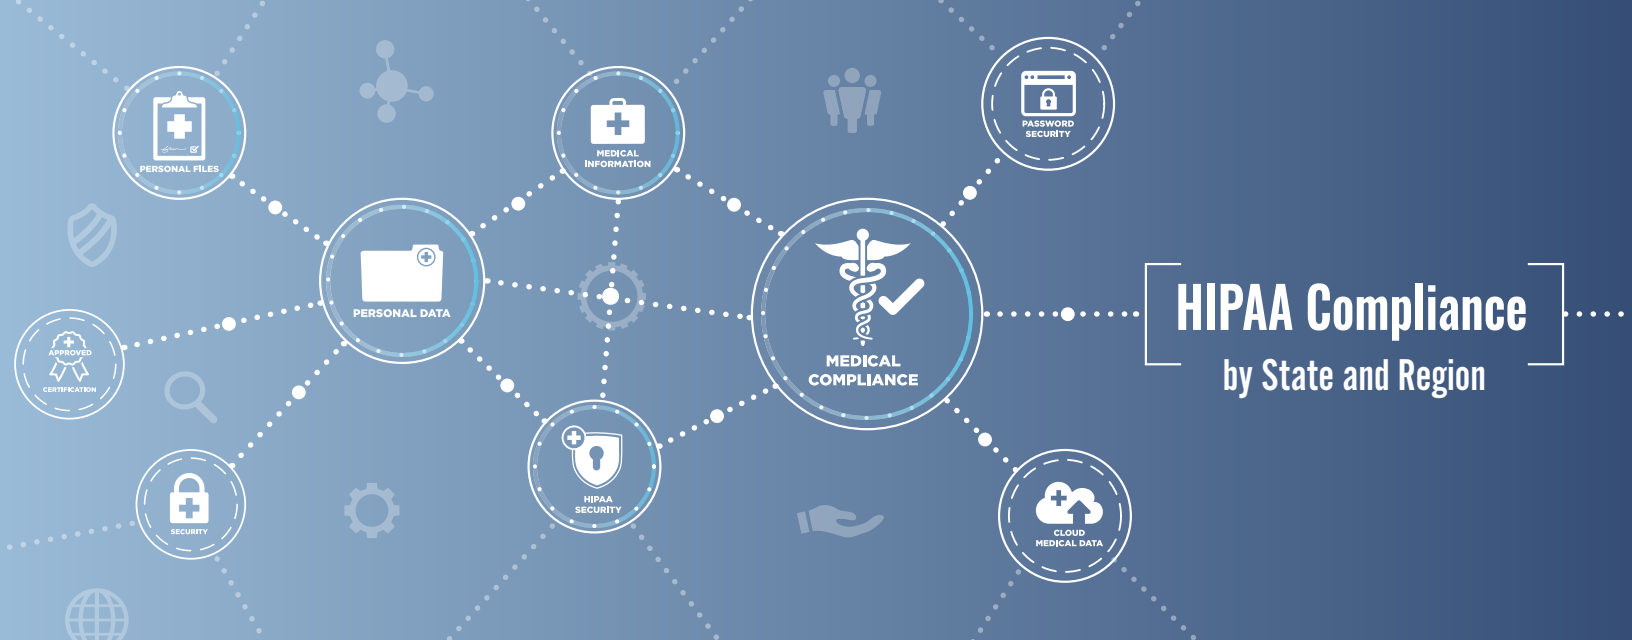 PERSONAL FILES
MEDICAL
INFORMATION
PASSWORD
SECURITY
PERSONAL DATA
APPROVED
CERTIFICATION
MEDICAL
COMPLIANCE
HIPAA Compliance
by State and Region
SECURITY
HIPAA
SECURITY
CLOUD
MEDICAL DATA